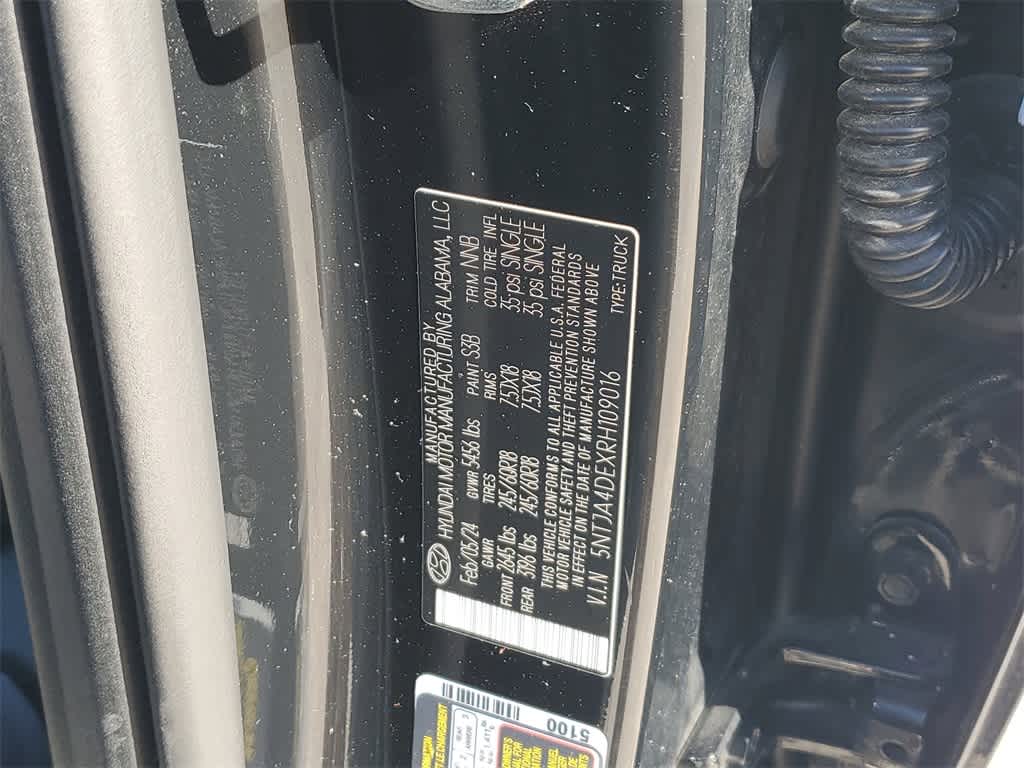 MANUFACTURED BY
HYUNDAI MOTOR MANUFACTURING ALABAMA, LLC
Feb/05/24 GVWR 5456 lbs PAINT S3B TRIM NNB
GAWR TIRES RIMS COLD TIRE INFL
FRONT 2645 lbs 245/60R18 7.5JX18 35 psi SINGLE
REAR 3191 lbs 245/60R18 7.5JX18 35 psi SINGLE
THIS VEHICLE CONFORMS TO ALL APPLICABLE U.S.A. FEDERAL
MOTOR VEHICLE SAFETY AND THEFT PREVENTION STANDARDS
IN EFFECT ON THE DATE OF MANUFACTURE SHOWN ABOVE
V.I.N 5NTJA4DEXRH109016 TYPE:TRUCK
5100